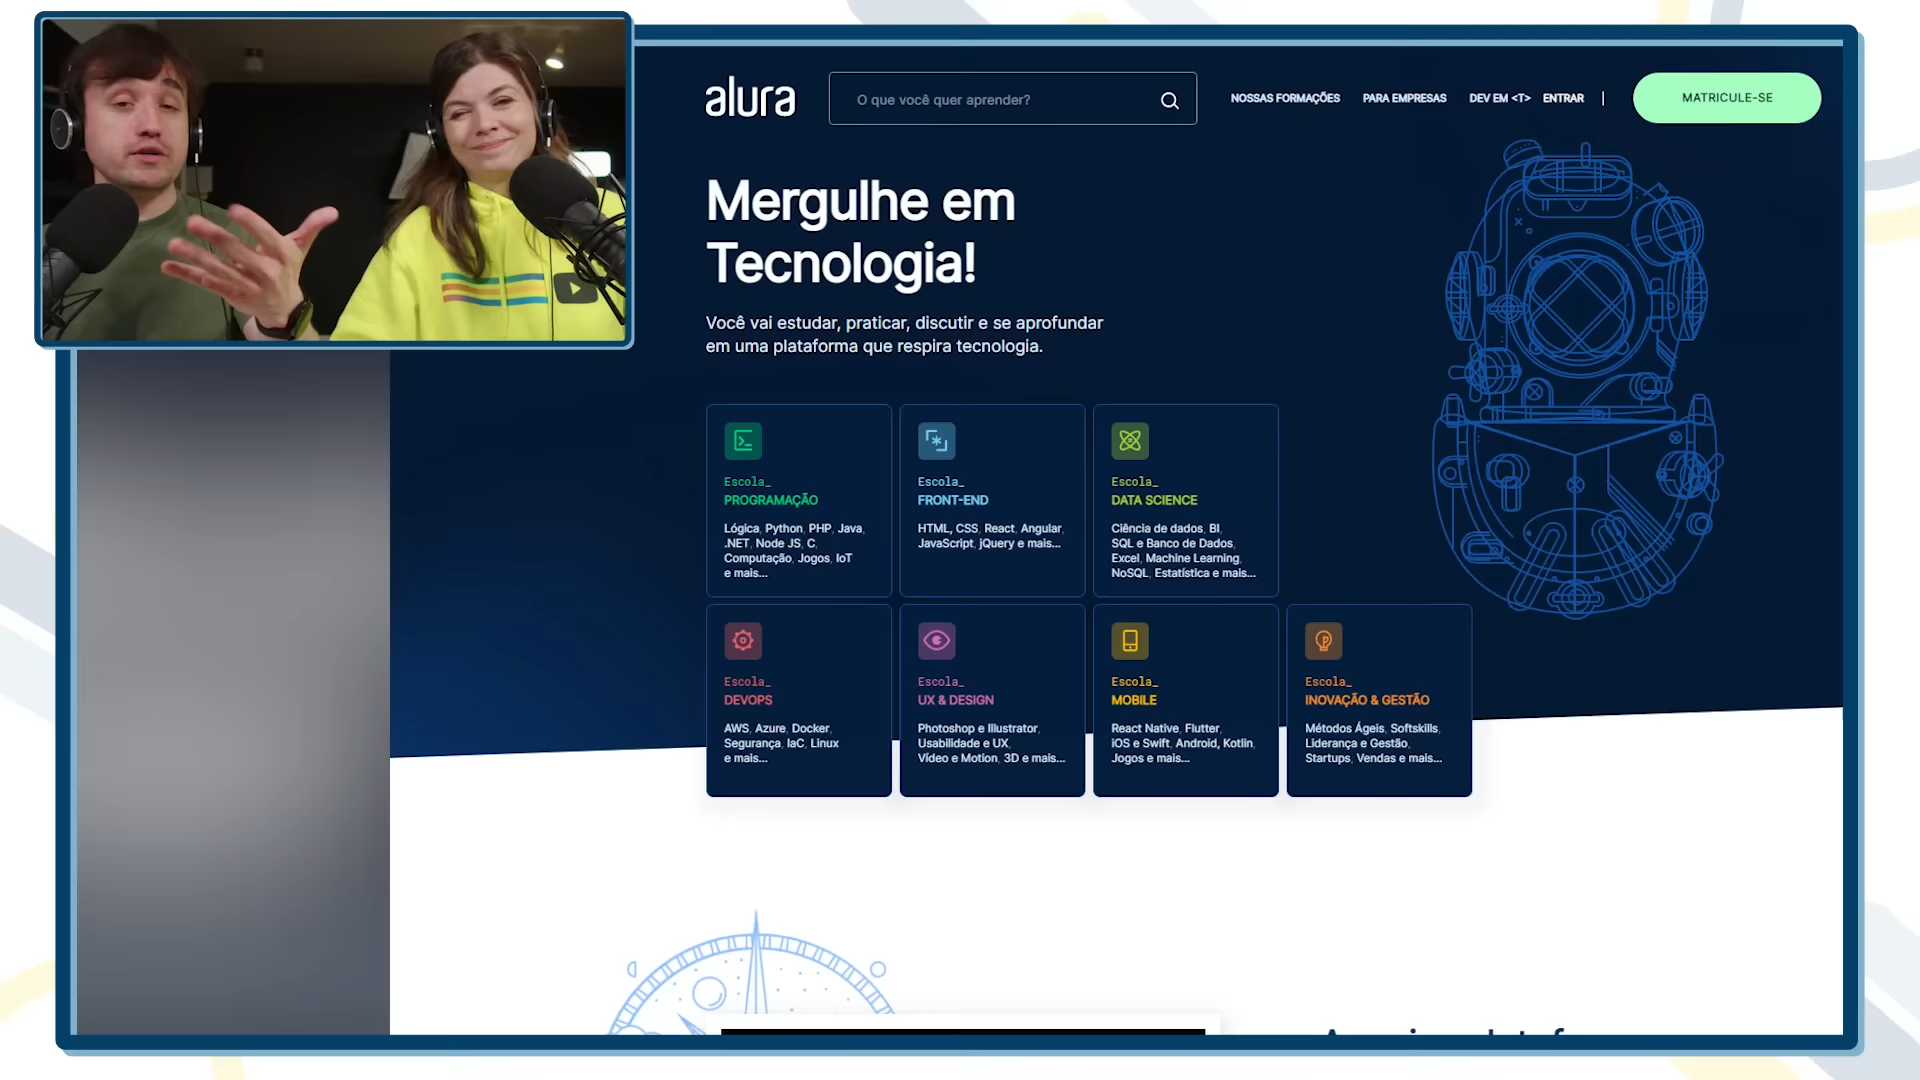 alura
O que você quer aprender?
NOSSAS FORMAÇÕES
PARA EMPRESAS
DEV EM <T>
ENTRAR
MATRICULE-SE
Mergulhe em
Tecnologia!
Você vai estudar, praticar, discutir e se aprofundar
em uma plataforma que respira tecnologia.
Escola_
PROGRAMAÇÃO
Lógica, Python, PHP, Java,
.NET, Node JS, C,
Computação, Jogos, IoT
e mais...
Escola_
FRONT-END
HTML, CSS, React, Angular,
JavaScript, jQuery e mais...
Escola_
DATA SCIENCE
Ciência de dados, BI,
SQL e Banco de Dados,
Excel, Machine Learning,
NoSQL, Estatística e mais...
Escola_
DEVOPS
AWS, Azure, Docker,
Segurança, IaC, Linux
e mais...
Escola_
UX & DESIGN
Photoshop e Illustrator,
Usabilidade e UX,
Vídeo e Motion, 3D e mais...
Escola_
MOBILE
React Native, Flutter,
iOS e Swift, Android, Kotlin,
Jogos e mais...
Escola_
INOVAÇÃO & GESTÃO
Métodos Ágeis, Softskills,
Liderança e Gestão,
Startups, Vendas e mais...